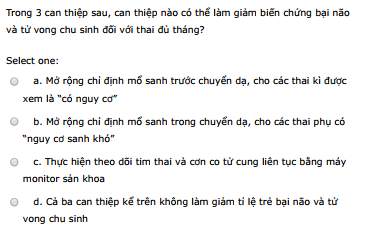 Trong 3 can thiệp sau, can thiệp nào có thể làm giảm biến chứng bại não
và tử vong chu sinh đối với thai đủ tháng?
Select one:
a. Mở rộng chỉ định mổ sanh trước chuyển dạ, cho các thai kì được
xem là “có nguy cơ”
b. Mở rộng chỉ định mổ sanh trong chuyển dạ, cho các thai phụ có
“nguy cơ sanh khó”
c. Thực hiện theo dõi tim thai và cơn co tử cung liên tục bằng máy
monitor sản khoa
d. Cả ba can thiệp kể trên không làm giảm tỉ lệ trẻ bại não và tử
vong chu sinh